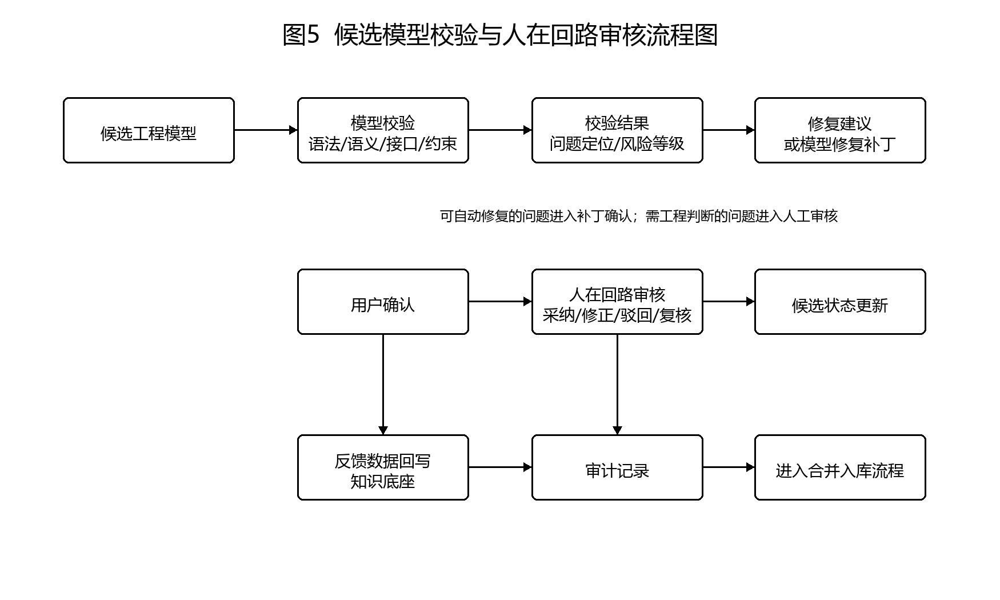 图5 候选模型校验与人在回路审核流程图
候选工程模型
模型校验
语法/语义/接口/约束
校验结果
问题定位/风险等级
修复建议
或模型修复补丁
可自动修复的问题进入补丁确认；需工程判断的问题进入人工审核
用户确认
人在回路审核
采纳/修正/驳回/复核
候选状态更新
反馈数据回写
知识底座
审计记录
进入合并入库流程